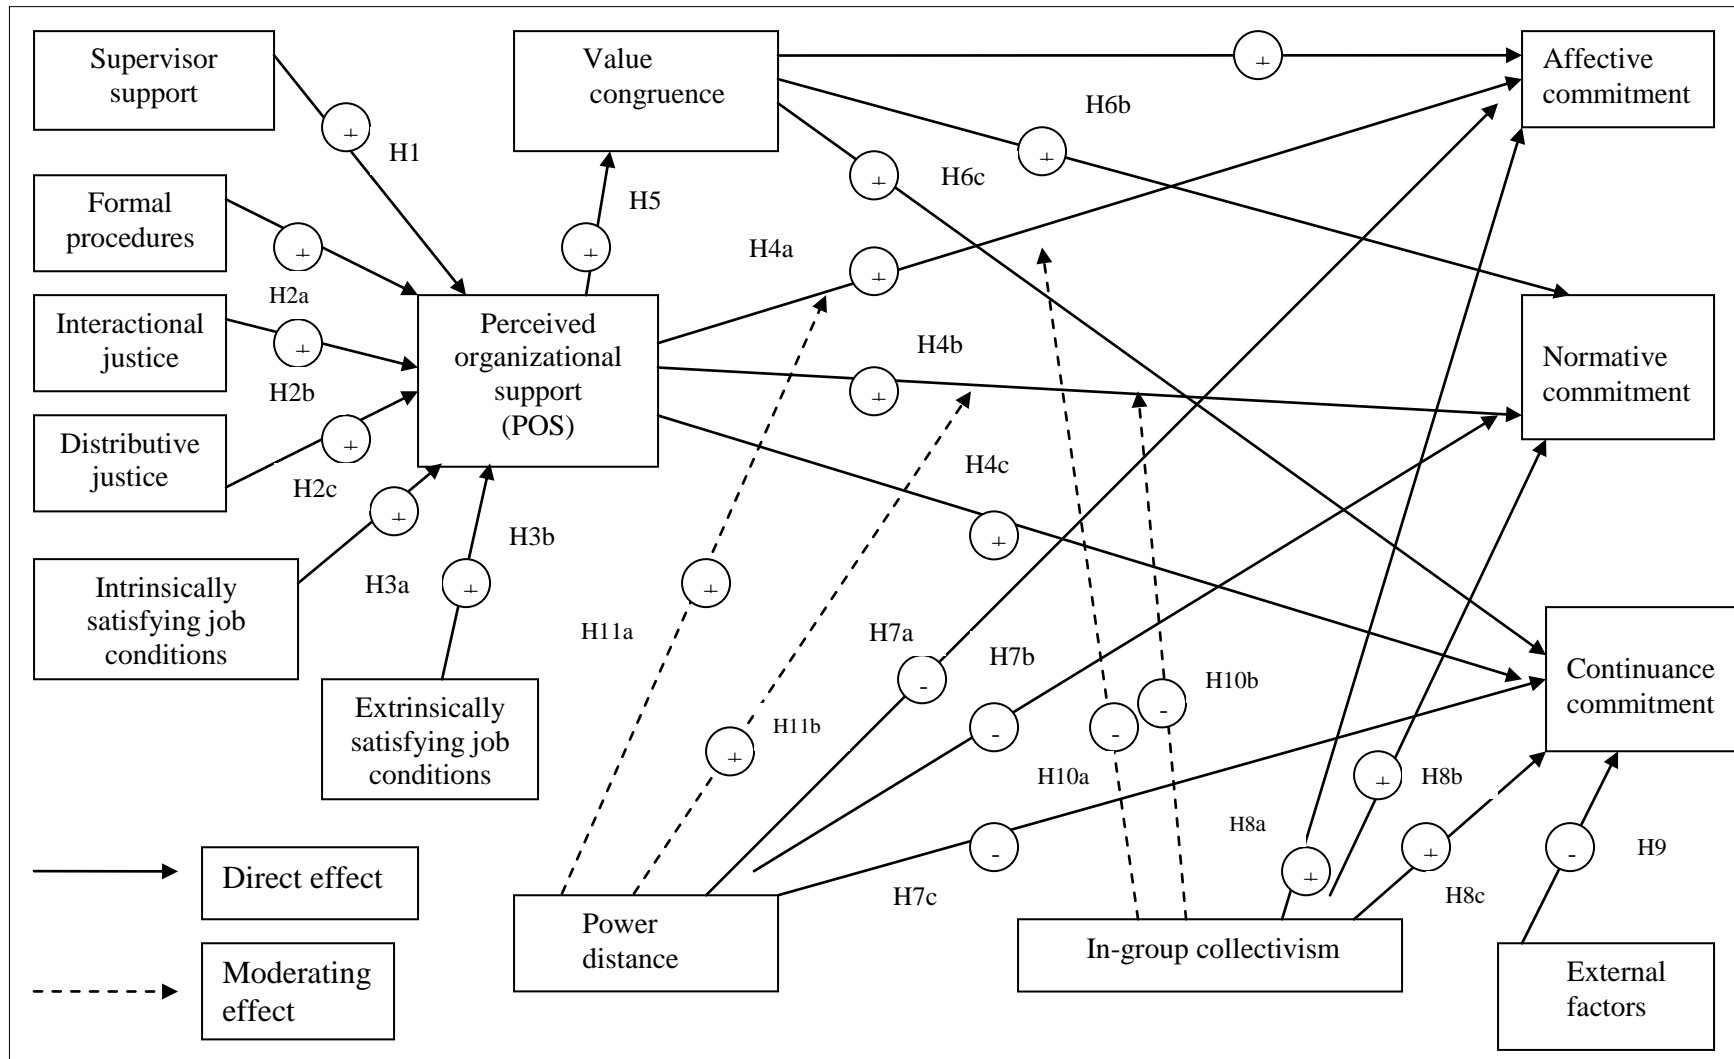 Supervisor
support
+
H1
Formal
procedures
+
H2a
Interactional
justice
+
H2b
Distributive
justice
+
H2c
Intrinsically
satisfying job
conditions
+
H3a
Extrinsically
satisfying job
conditions
+
H3b
Perceived
organizational
support
(POS)
+
H5
Value
congruence
+
+
H6b
+
H6c
H4a
+
H4b
+
H4c
+
Affective
commitment
Normative
commitment
Continuance
commitment
H11a
+
H11b
+
H7a
-
H7b
-
H7c
-
H10a
-
H10b
-
H8a
+
H8b
+
H8c
+
H9
-
Power
distance
In-group collectivism
External
factors
Direct effect
Moderating
effect